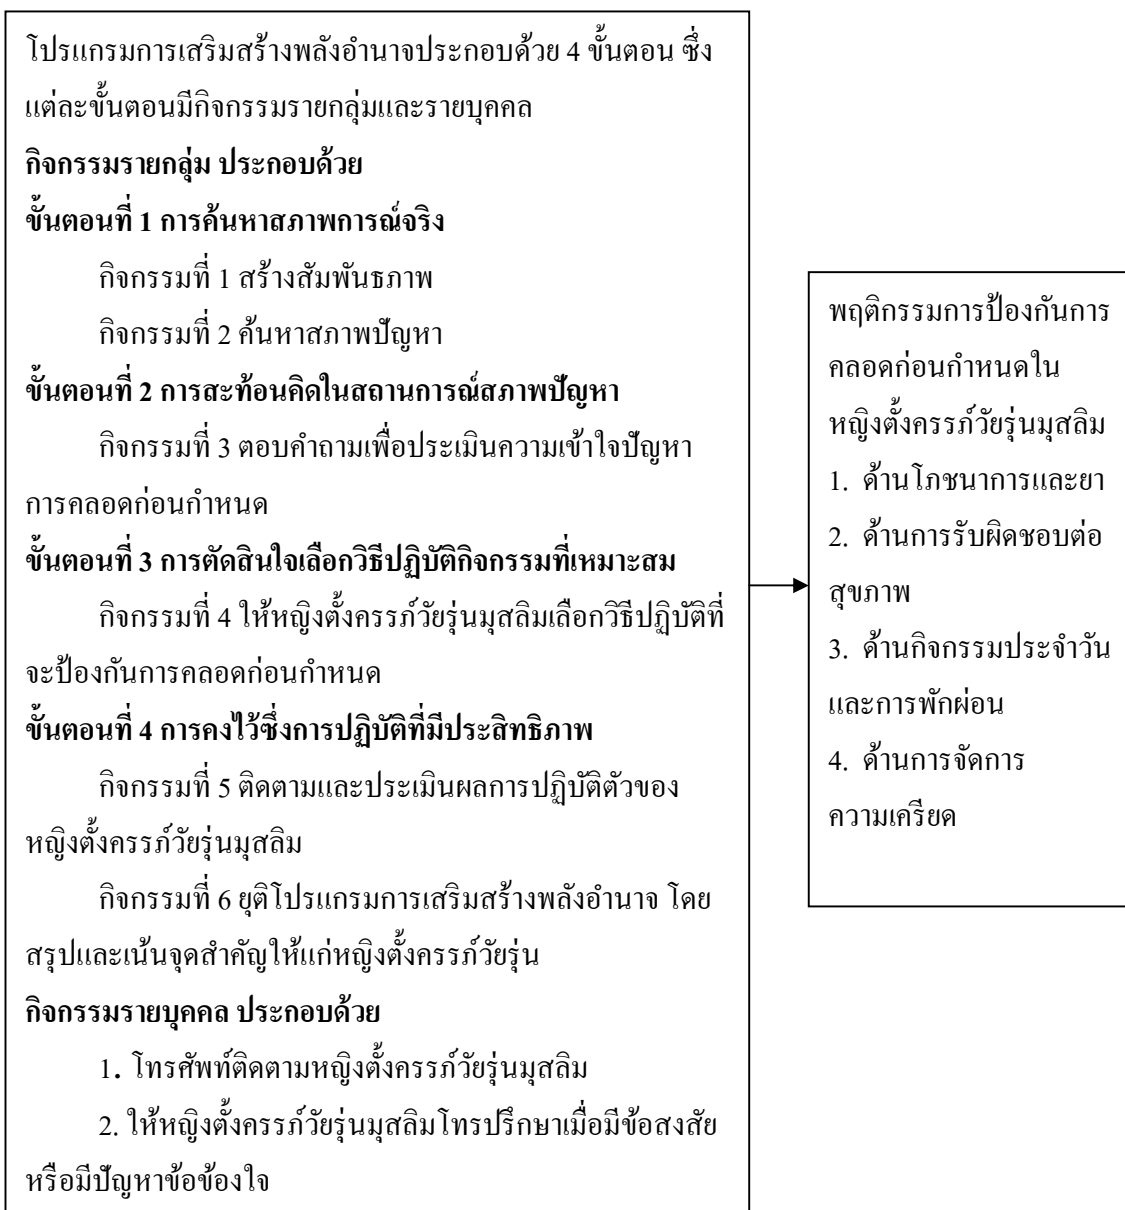 โปรแกรมการเสริมสร้างพลังอำนาจประกอบด้วย 4 ขั้นตอน ซึ่ง
แต่ละขั้นตอนมีกิจกรรมรายกลุ่มและรายบุคคล
กิจกรรมรายกลุ่ม ประกอบด้วย
ขั้นตอนที่ 1 การค้นหาสภาพการณ์จริง
กิจกรรมที่ 1 สร้างสัมพันธภาพ
กิจกรรมที่ 2 ค้นหาสภาพปัญหา
ขั้นตอนที่ 2 การสะท้อนคิดในสถานการณ์สภาพปัญหา
กิจกรรมที่ 3 ตอบคำถามเพื่อประเมินความเข้าใจปัญหา
การคลอดก่อนกำหนด
ขั้นตอนที่ 3 การตัดสินใจเลือกวิธีปฏิบัติกิจกรรมที่เหมาะสม
กิจกรรมที่ 4 ให้หญิงตั้งครรภ์วัยรุ่นมุสลิมเลือกวิธีปฏิบัติที่
จะป้องกันการคลอดก่อนกำหนด
ขั้นตอนที่ 4 การคงไว้ซึ่งการปฏิบัติที่มีประสิทธิภาพ
กิจกรรมที่ 5 ติดตามและประเมินผลการปฏิบัติตัวของ
หญิงตั้งครรภ์วัยรุ่นมุสลิม
กิจกรรมที่ 6 ยุติโปรแกรมการเสริมสร้างพลังอำนาจ โดย
สรุปและเน้นจุดสำคัญให้แก่หญิงตั้งครรภ์วัยรุ่น
กิจกรรมรายบุคคล ประกอบด้วย
1. โทรศัพท์ติดตามหญิงตั้งครรภ์วัยรุ่นมุสลิม
2. ให้หญิงตั้งครรภ์วัยรุ่นมุสลิมโทรปรึกษาเมื่อมีข้อสงสัย
หรือมีปัญหาข้อข้องใจ
พฤติกรรมการป้องกันการ
คลอดก่อนกำหนดใน
หญิงตั้งครรภ์วัยรุ่นมุสลิม
1. ด้านโภชนาการและยา
2. ด้านการรับผิดชอบต่อ
สุขภาพ
3. ด้านกิจกรรมประจำวัน
และการพักผ่อน
4. ด้านการจัดการ
ความเครียด